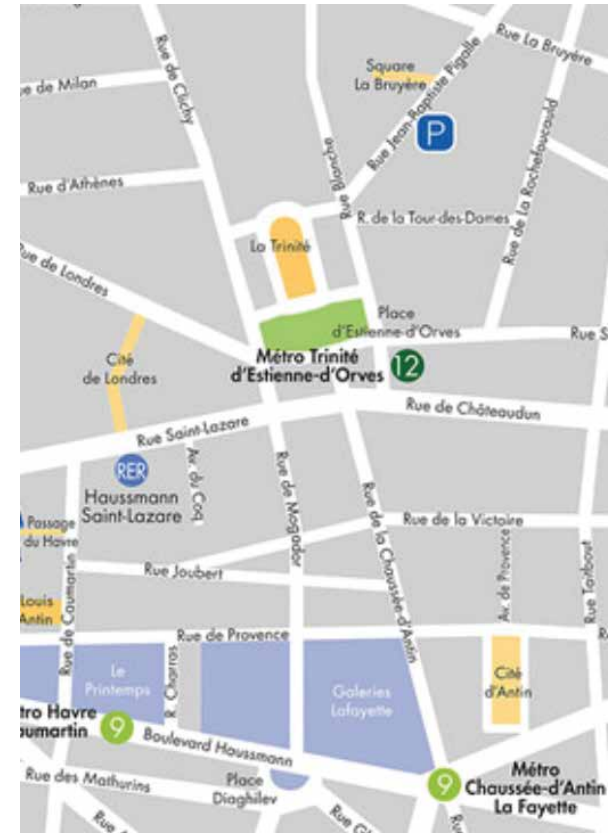 Rue La Bruyère
Rue de Clichy
Square
La Bruyère
Rue Jean-Baptiste Pigalle
ue de Milan
P
Rue de La Rochefoucauld
Rue Blanche
Rue d'Athènes
R. de la Tour-des-Dames
La Trinité
Rue de Londres
Place
d'Estienne-d'Orves
Rue S
Métro Trinité
d'Estienne-d'Orves
12
Cité
de Londres
Rue de Châteaudun
Rue Saint-Lazare
RER
Haussmann
Saint-Lazare
Av. du Coq
Rue de Mogador
Rue de la Chaussée-d'Antin
Rue de la Victoire
Passage
du Havre
Av. de Provence
Rue Taitbout
Rue Joubert
Louis
Antin
Rue de Caumartin
Rue de Provence
R
Le
Printemps
R. Charras
Galeries
Lafayette
Cité
d'Antin
tro Havre
aumartin
9
Boulevard Haussmann
Rue des Mathurins
Place
Diaghilev
9
Métro
Chaussée-d'Antin
La Fayette
Rue